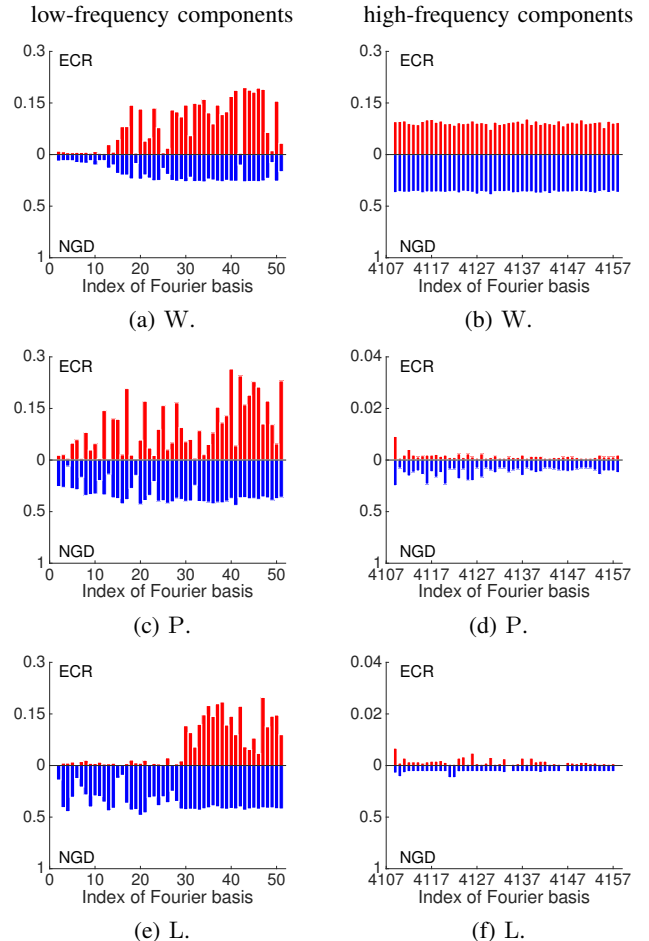 low-frequency components
high-frequency components
0.3
ECR
0.15
0
0.5
NGD
1
0 10 20 30 40 50
Index of Fourier basis
(a) W.
0.3
ECR
0.15
0
0.5
NGD
1
4107 4117 4127 4137 4147 4157
Index of Fourier basis
(b) W.
0.3
ECR
0.15
0
0.5
NGD
1
0 10 20 30 40 50
Index of Fourier basis
(c) P.
0.04
ECR
0.02
0
0.5
NGD
1
4107 4117 4127 4137 4147 4157
Index of Fourier basis
(d) P.
0.3
ECR
0.15
0
0.5
NGD
1
0 10 20 30 40 50
Index of Fourier basis
(e) L.
0.04
ECR
0.02
0
0.5
NGD
1
4107 4117 4127 4137 4147 4157
Index of Fourier basis
(f) L.